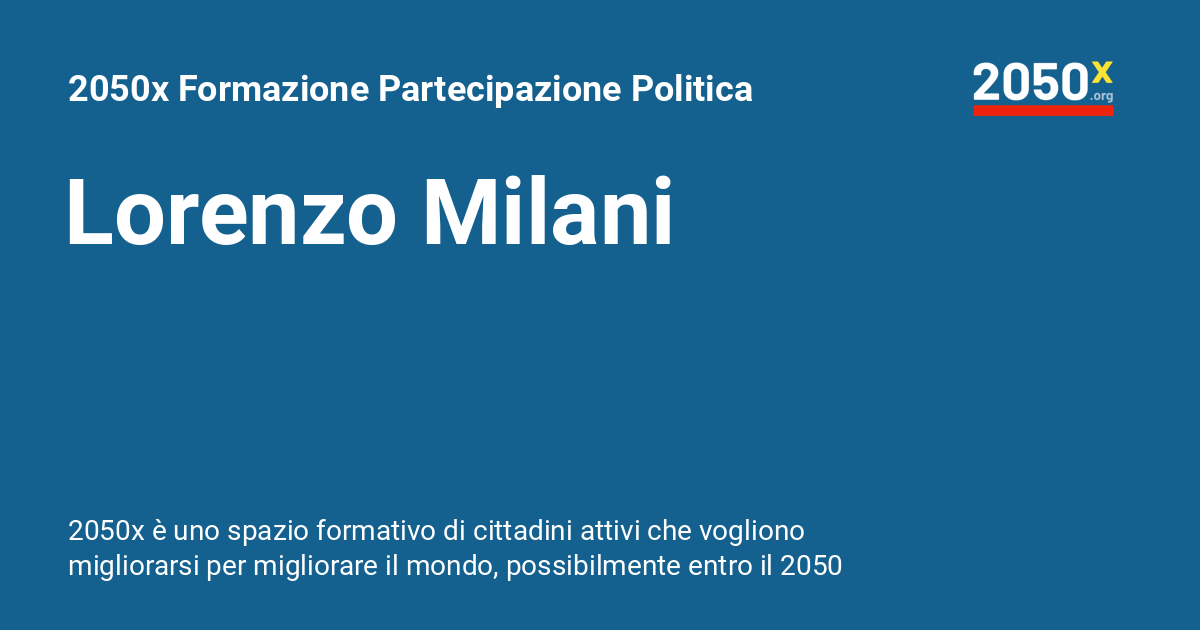 2050x Formazione Partecipazione Politica
2050x
.org
Lorenzo Milani
2050x è uno spazio formativo di cittadini attivi che vogliono
migliorarsi per migliorare il mondo, possibilmente entro il 2050